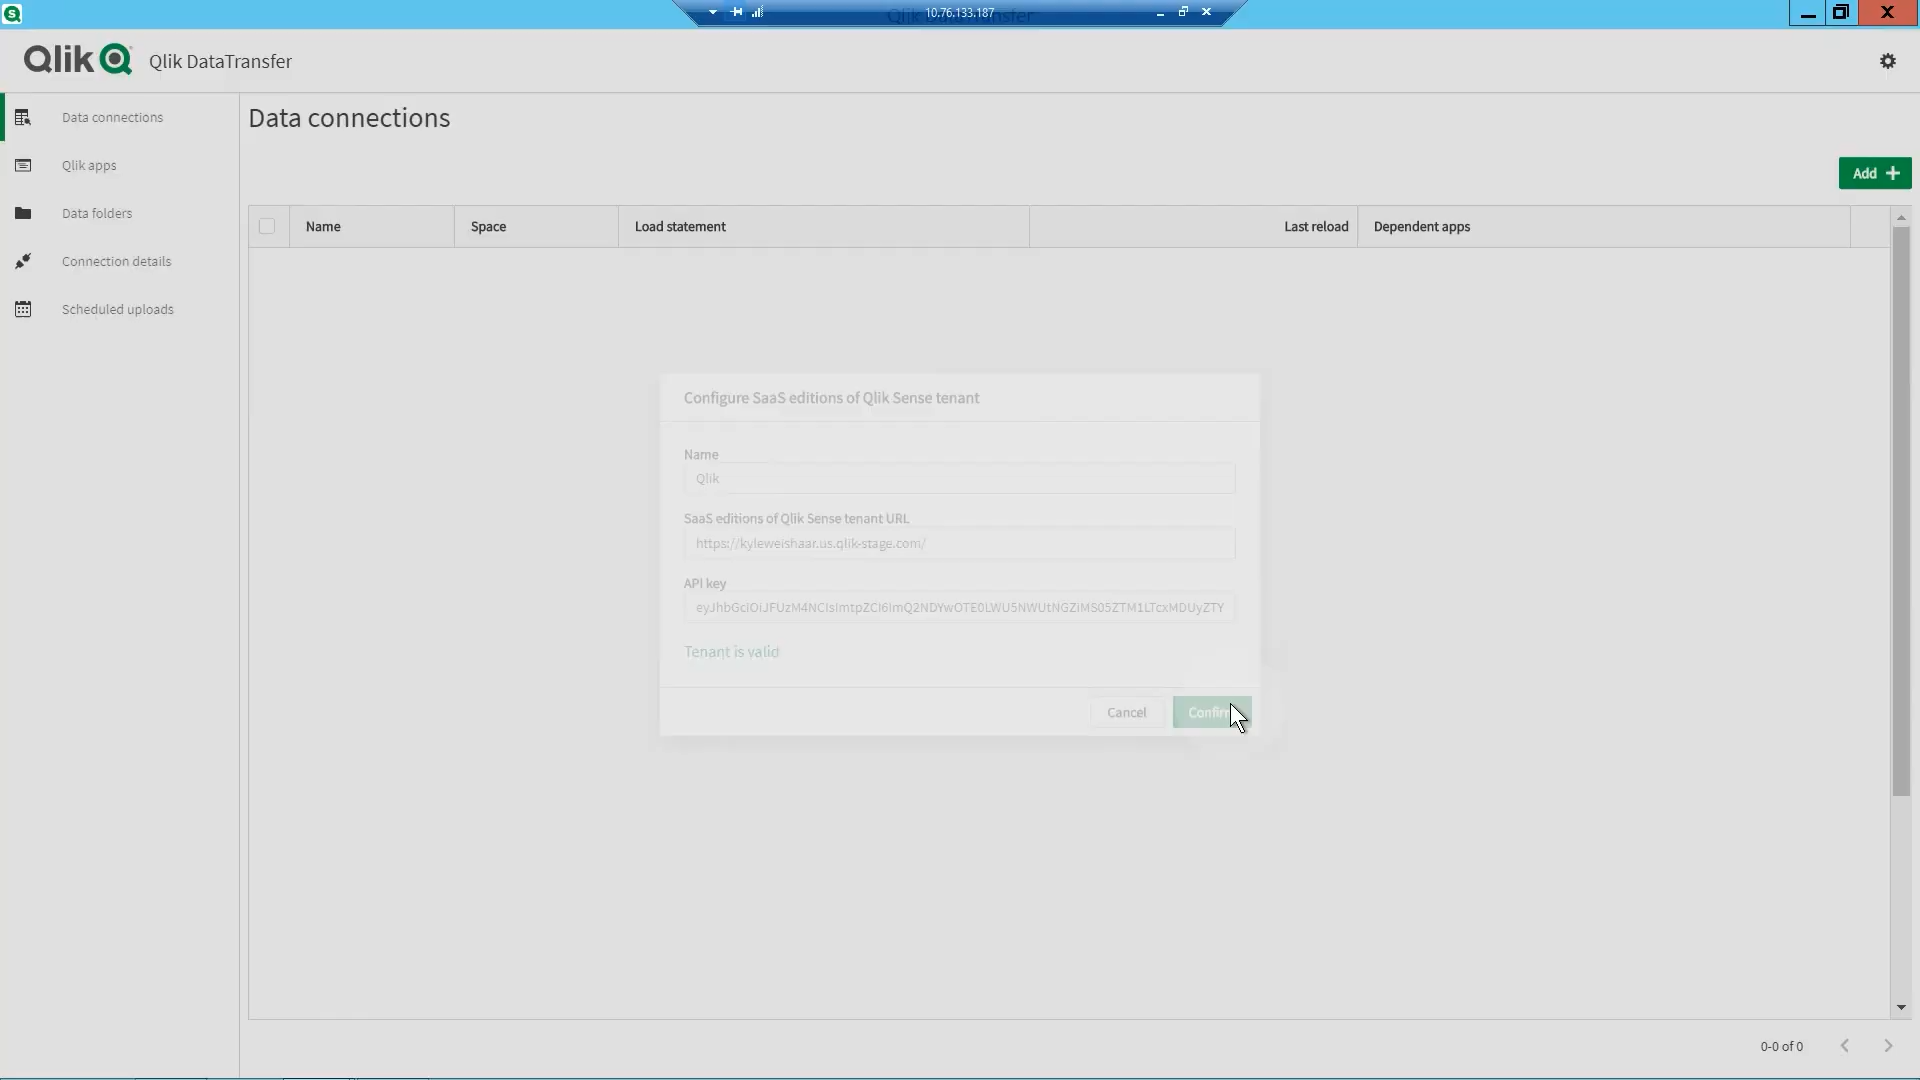 10.76.133.187
Qlik DataTransfer
Qlik
Qlik DataTransfer
Data connections
Qlik apps
Data folders
Connection details
Scheduled uploads
Data connections
Add
Name
Space
Load statement
Last reload
Dependent apps
Configure SaaS editions of Qlik Sense tenant
Name
Qlik
SaaS editions of Qlik Sense tenant URL
https://kyleweishaar.us.qlik-stage.com/
API key
Tenant is valid
Cancel
0-0 of 0